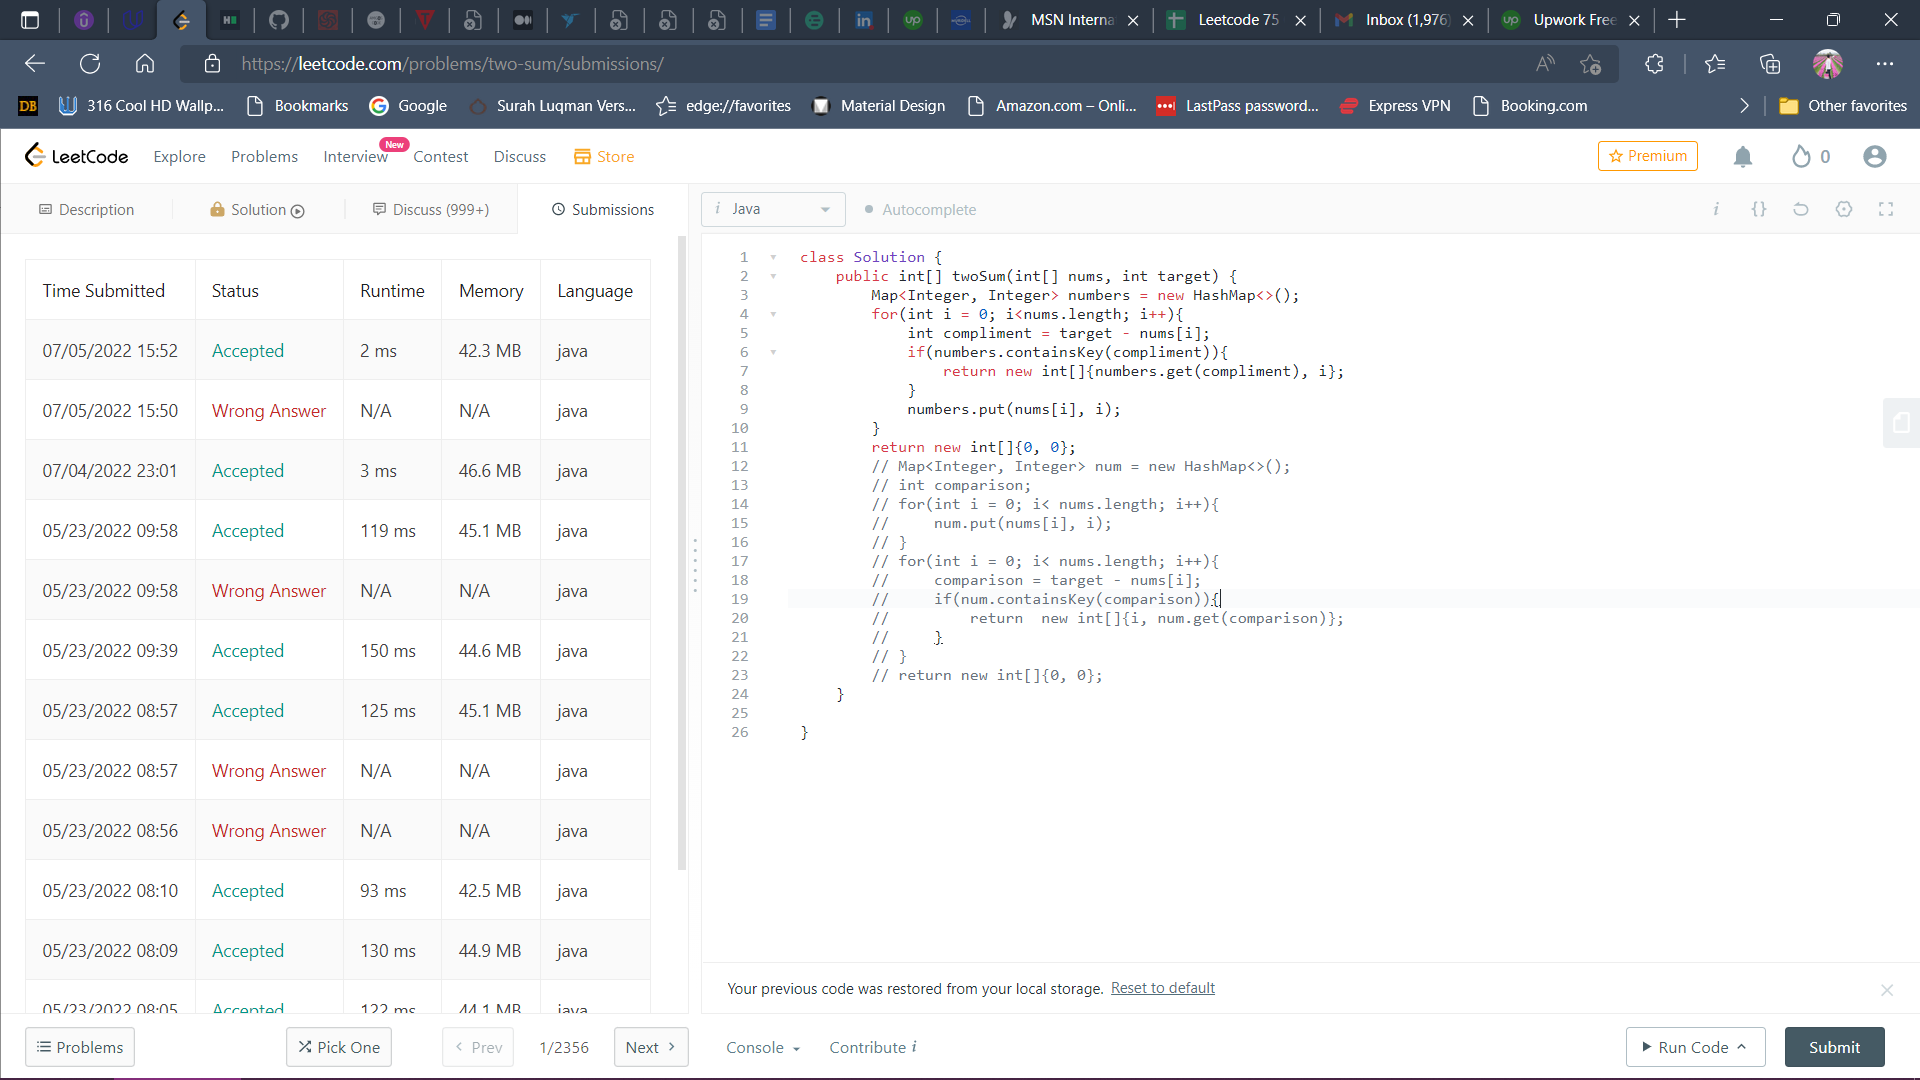 MSN Interna
Leetcode 75
Inbox (1,976)
Upwork Free
https://leetcode.com/problems/two-sum/submissions/
316 Cool HD Wallp...
Bookmarks
Google
Surah Luqman Vers...
edge://favorites
Material Design
Amazon.com – Onli...
LastPass password...
Express VPN
Booking.com
Other favorites
LeetCode
Explore
Problems
Interview
New
Contest
Discuss
Store
Premium
0
Description
Solution
Discuss (999+)
Submissions
i Java
Autocomplete
Time Submitted Status Runtime Memory Language
07/05/2022 15:52 Accepted 2 ms 42.3 MB java
07/05/2022 15:50 Wrong Answer N/A N/A java
07/04/2022 23:01 Accepted 3 ms 46.6 MB java
05/23/2022 09:58 Accepted 119 ms 45.1 MB java
05/23/2022 09:58 Wrong Answer N/A N/A java
05/23/2022 09:39 Accepted 150 ms 44.6 MB java
05/23/2022 08:57 Accepted 125 ms 45.1 MB java
05/23/2022 08:57 Wrong Answer N/A N/A java
05/23/2022 08:56 Wrong Answer N/A N/A java
05/23/2022 08:10 Accepted 93 ms 42.5 MB java
05/23/2022 08:09 Accepted 130 ms 44.9 MB java
05/23/2022 08:05 Accepted 122 ms 44.1 MB java
1 class Solution {
2     public int[] twoSum(int[] nums, int target) {
3         Map<Integer, Integer> numbers = new HashMap<>();
4         for(int i = 0; i<nums.length; i++){
5             int compliment = target - nums[i];
6             if(numbers.containsKey(compliment)){
7                 return new int[]{numbers.get(compliment), i};
8             }
9             numbers.put(nums[i], i);
10         }
11         return new int[]{0, 0};
12         // Map<Integer, Integer> num = new HashMap<>();
13         // int comparison;
14         // for(int i = 0; i< nums.length; i++){
15         //     num.put(nums[i], i);
16         // }
17         // for(int i = 0; i< nums.length; i++){
18         //     comparison = target - nums[i];
19         //     if(num.containsKey(comparison)){
20         //         return  new int[]{i, num.get(comparison)};
21         //     }
22         // }
23         // return new int[]{0, 0};
24     }
25
26 }
Your previous code was restored from your local storage. Reset to default
Problems
Pick One
Prev
1/2356
Next
Console
Contribute i
Run Code
Submit